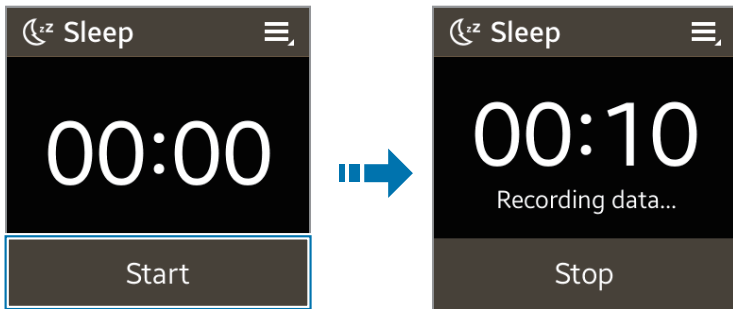 Sleep
00:00
Start
Sleep
00:10
Recording data...
Stop